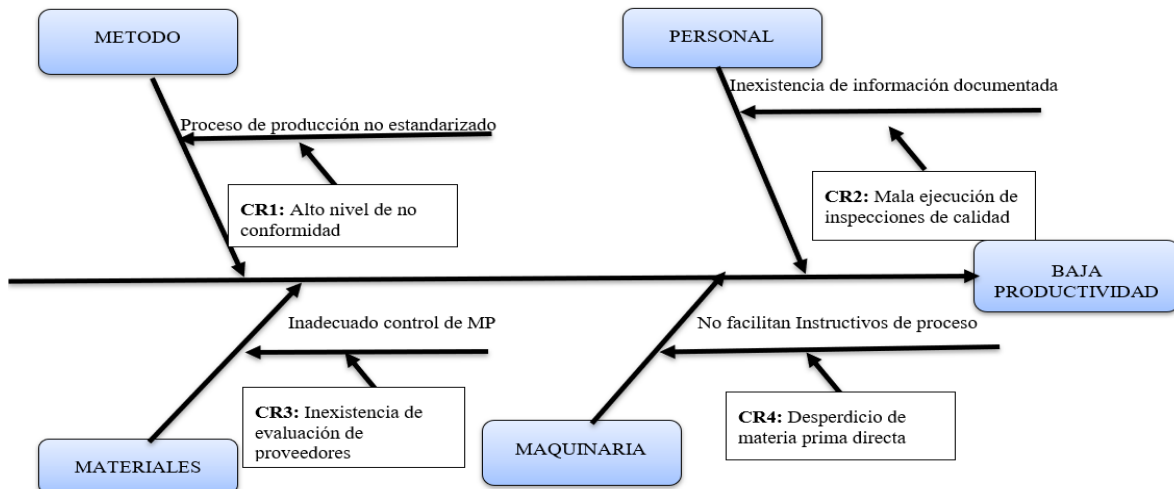 METODO
PERSONAL
Inexistencia de información documentada
Proceso de producción no estandarizado
CR1: Alto nivel de no
conformidad
CR2: Mala ejecución de
inspecciones de calidad
BAJA
PRODUCTIVIDAD
Inadecuado control de MP
No facilitan Instructivos de proceso
CR3: Inexistencia de
evaluación de
proveedores
CR4: Desperdicio de
materia prima directa
MATERIALES
MAQUINARIA